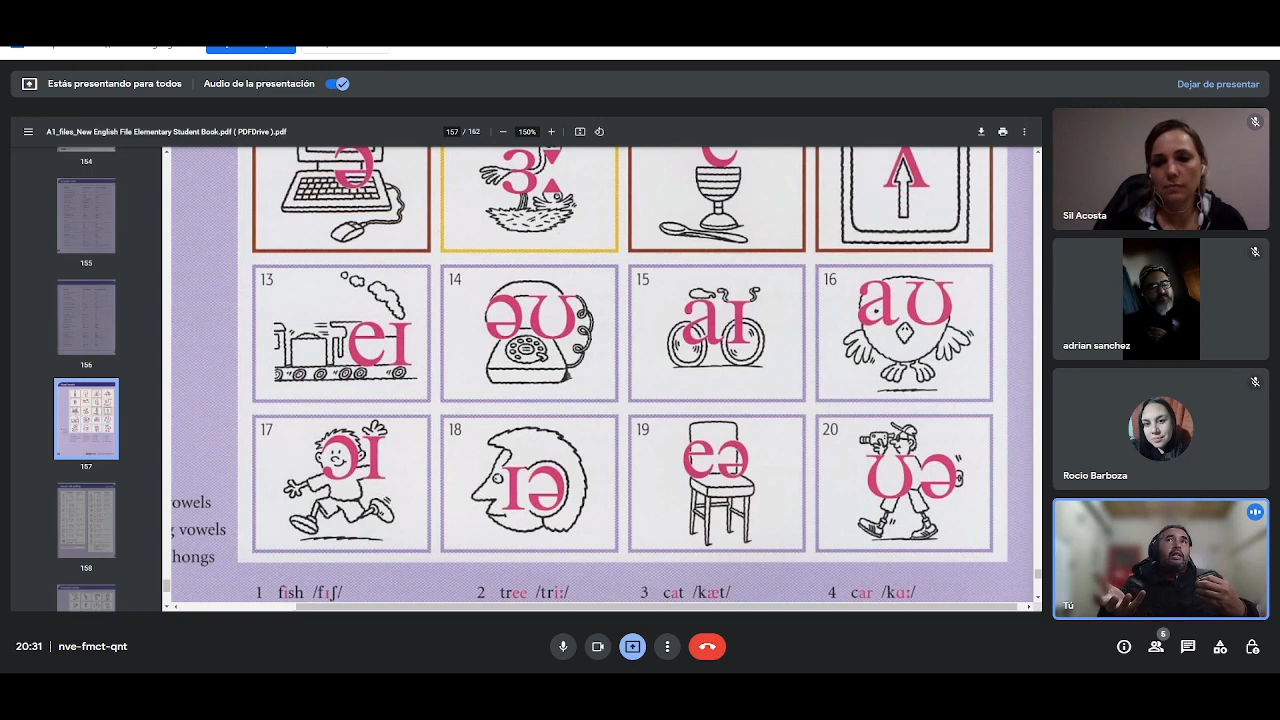 Estás presentando para todos
Audio de la presentación
Dejar de presentar
A1_files_New English File Elementary Student Book.pdf ( PDFDrive ).pdf
157 / 162
150%
154
155
156
157
158
ə
ɜː
e
ʌ
13
eɪ
14
əʊ
15
aɪ
16
aʊ
17
ɔɪ
18
ɪə
19
eə
20
ʊə
owels
g vowels
hongs
1 fish /fɪʃ/
2 tree /triː/
3 cat /kæt/
4 car /kɑː/
Sil Acosta
adrian sanchez
Rocio Barboza
Tú
20:31 | nve-fmct-qnt
6